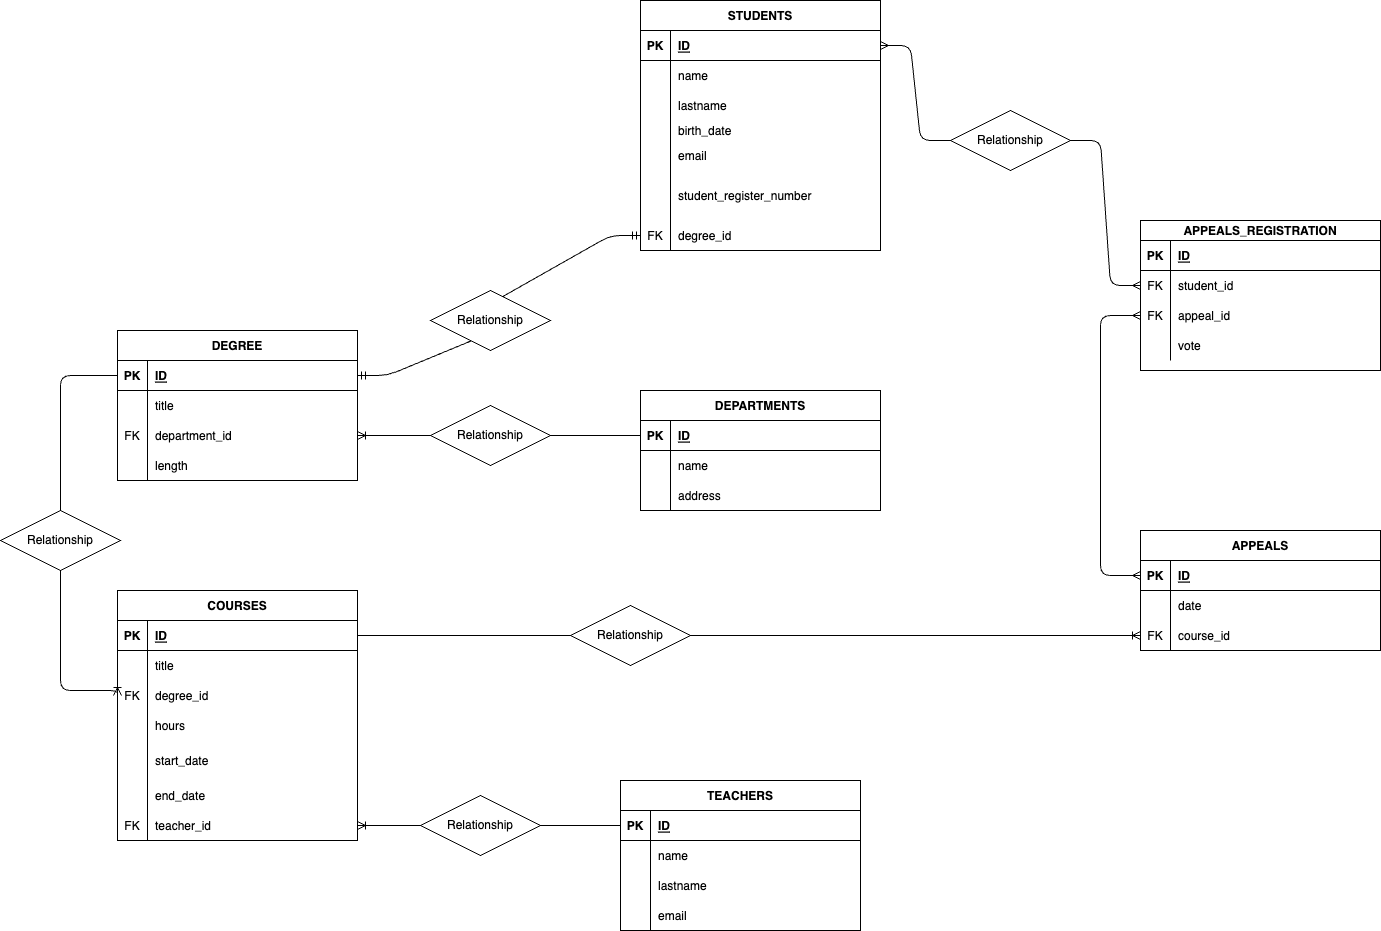 STUDENTS
PK ID
name
lastname
birth_date
email
student_register_number
FK degree_id
Relationship
APPEALS_REGISTRATION
PK ID
FK student_id
FK appeal_id
vote
Relationship
DEGREE
PK ID
title
FK department_id
length
Relationship
DEPARTMENTS
PK ID
name
address
Relationship
APPEALS
PK ID
date
FK course_id
COURSES
PK ID
title
FK degree_id
hours
start_date
end_date
FK teacher_id
Relationship
Relationship
TEACHERS
PK ID
name
lastname
email